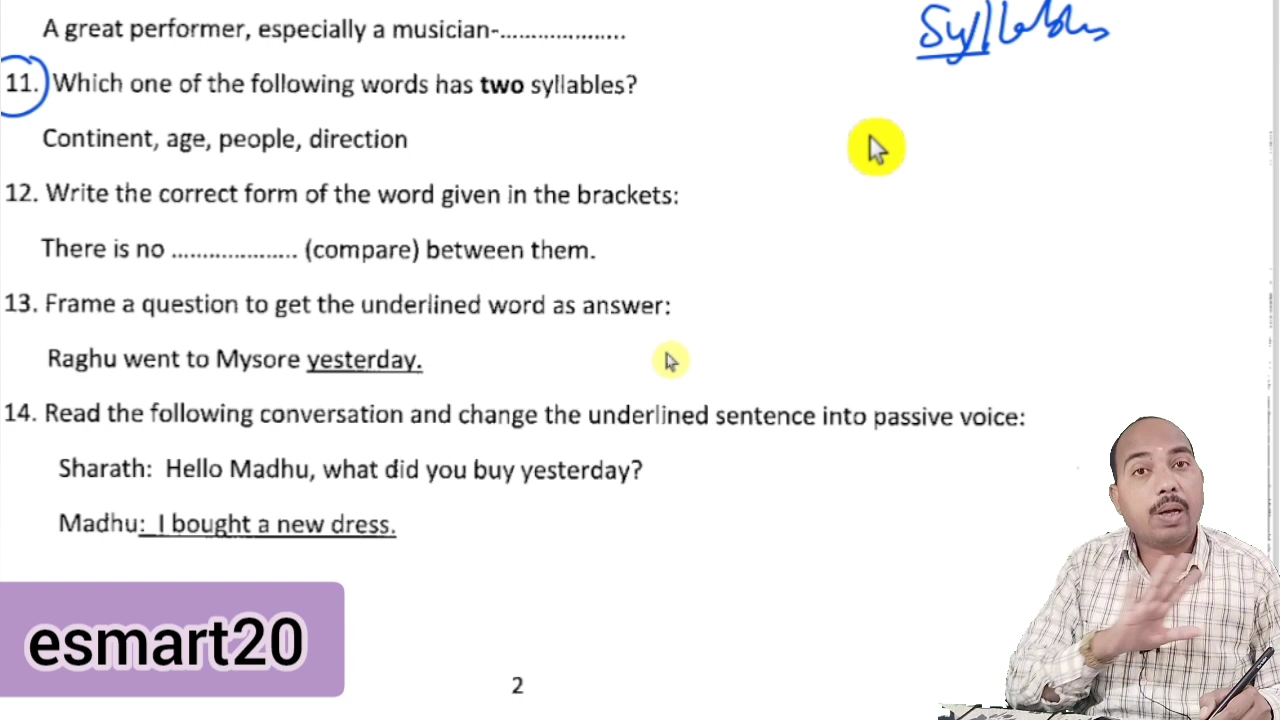 A great performer, especially a musician-....................
Syllables
11. Which one of the following words has two syllables?
Continent, age, people, direction
12. Write the correct form of the word given in the brackets:
There is no .................... (compare) between them.
13. Frame a question to get the underlined word as answer:
Raghu went to Mysore yesterday.
14. Read the following conversation and change the underlined sentence into passive voice:
Sharath: Hello Madhu, what did you buy yesterday?
Madhu: I bought a new dress.
esmart20
2